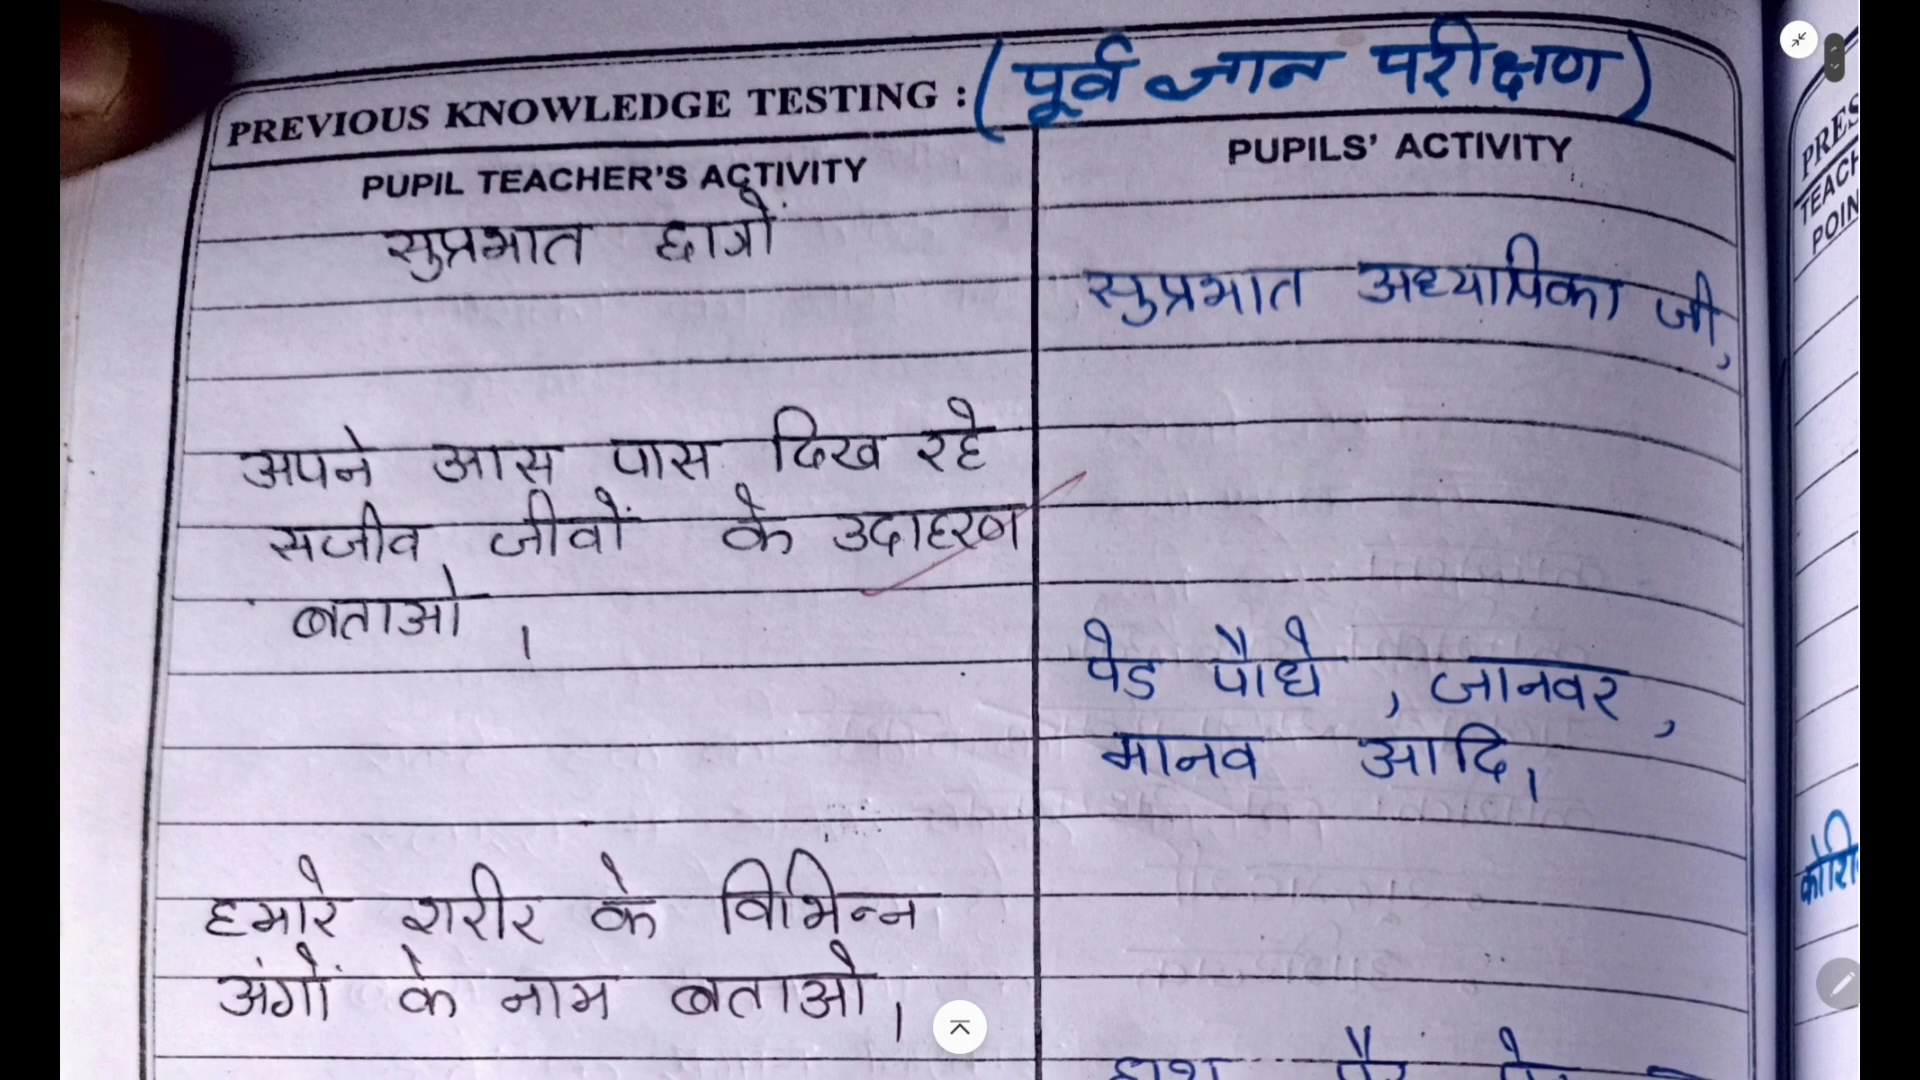 PREVIOUS KNOWLEDGE TESTING : (पूर्व ज्ञान परीक्षण)
PUPIL TEACHER'S ACTIVITY
PUPILS' ACTIVITY
सुप्रभात छात्रों
सुप्रभात अध्यापिका जी,
अपने आस पास दिख रहे
सजीव जीवों के उदाहरण
बताओ ।
पेड पौधे , जानवर ,
मानव आदि।
हमारे शरीर के विभिन्न
अंगों के नाम बताओ।
PRES
TEACH
POIN